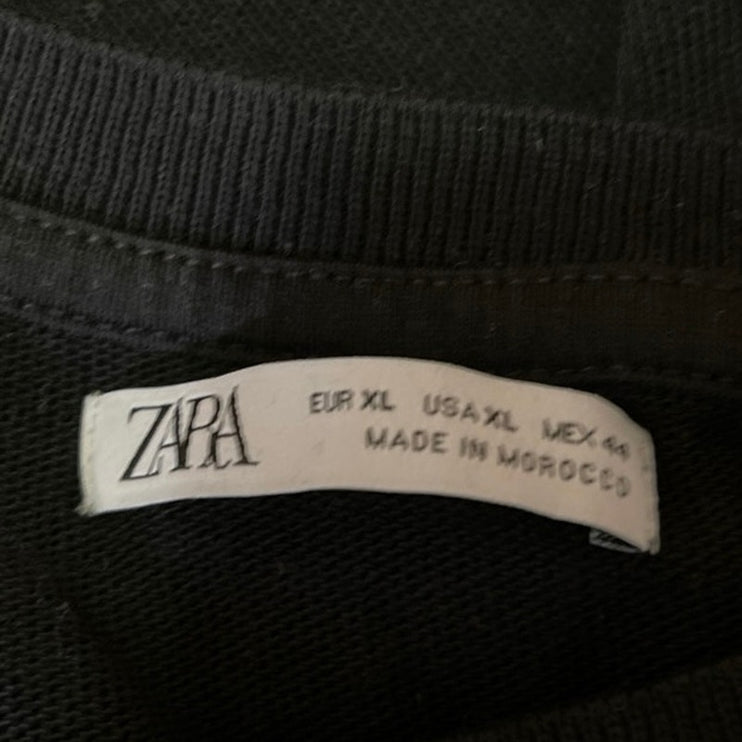 ZARA
EUR XL USA XL MEX 44
MADE IN MOROCCO